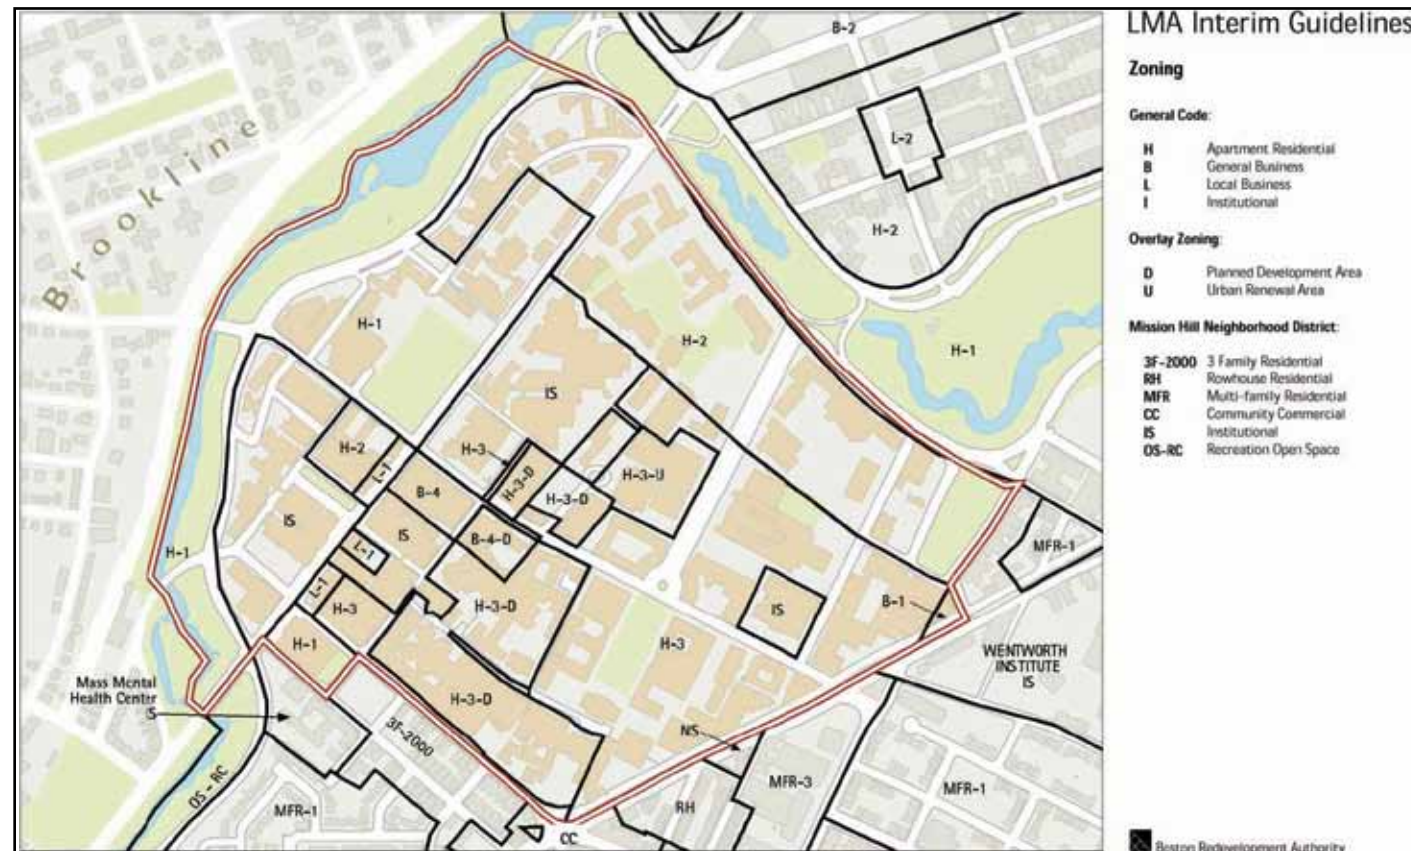 LMA Interim Guidelines
Zoning
General Code:
H Apartment Residential
B General Business
L Local Business
I Institutional
Overlay Zoning:
D Planned Development Area
U Urban Renewal Area
Mission Hill Neighborhood District:
3F-2000 3 Family Residential
RH Rowhouse Residential
MFR Multi-family Residential
CC Community Commercial
IS Institutional
OS-RC Recreation Open Space
Boston Redevelopment Authority
Brookline
B-2
L-2
H-2
H-1
H-1
H-2
IS
H-2
L-1
H-3
B-4
H-3-D
H-3-D
H-3-U
IS
IS
L-1
B-4-D
L-1
H-3
H-3-D
IS
B-1
MFR-1
H-1
H-1
H-3
WENTWORTH
INSTITUTE
IS
Mass Mental
Health Center
IS
H-3-D
3F-2000
NS
OS - RC
MFR-1
RH
MFR-3
MFR-1
CC